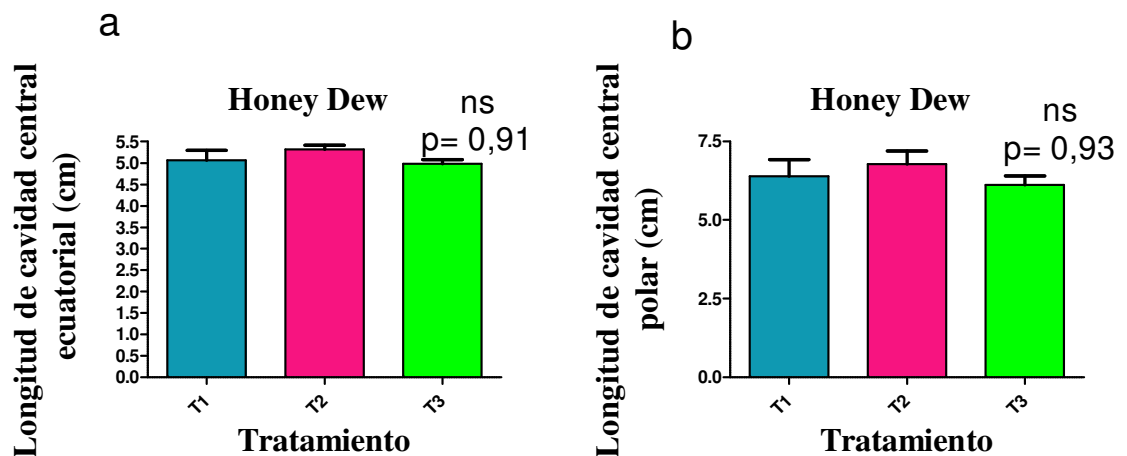 a
Honey Dew
ns
p= 0,91
Longitud de cavidad central
ecuatorial (cm)
5.5
5.0
4.5
4.0
3.5
3.0
2.5
2.0
1.5
1.0
0.5
0.0
T1
T2
T3
Tratamiento
b
Honey Dew
ns
p= 0,93
Longitud de cavidad central
polar (cm)
7.5
5.0
2.5
0.0
T1
T2
T3
Tratamiento